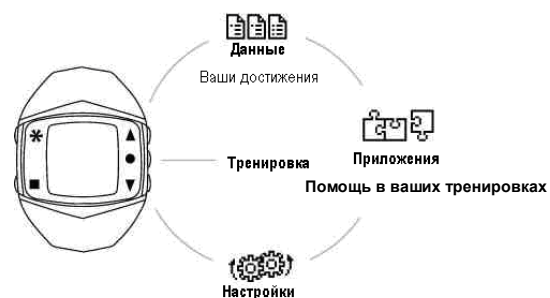 Данные
Ваши достижения
Тренировка
Приложения
Помощь в ваших тренировках
Настройки